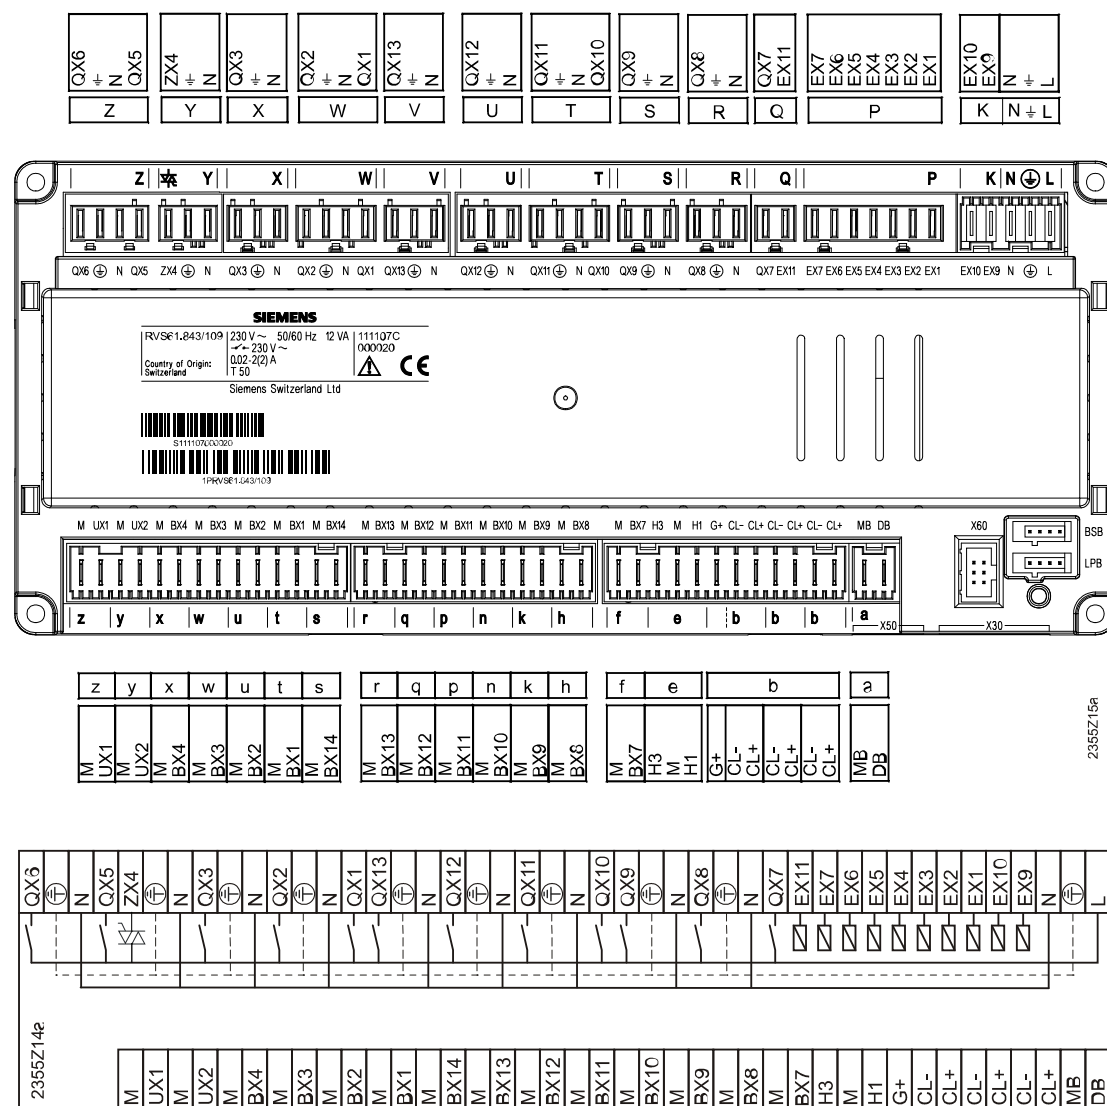 QX6 ⏚ N QX5 ZX4 ⏚ N QX3 ⏚ N QX2 ⏚ N QX1 QX13 ⏚ N QX12 ⏚ N QX11 ⏚ N QX10 QX9 ⏚ N QX8 ⏚ N QX7 EX11 EX7 EX6 EX5 EX4 EX3 EX2 EX1 EX10 EX9 N ⏚ L
Z Y X W V U T S R Q P K N ⏚ L
Z Y X W V U T S R Q P K N ⏚ L
QX6 ⏚ N QX5 ZX4 ⏚ N QX3 ⏚ N QX2 ⏚ N QX1 QX13 ⏚ N QX12 ⏚ N QX11 ⏚ N QX10 QX9 ⏚ N QX8 ⏚ N QX7 EX11 EX7 EX6 EX5 EX4 EX3 EX2 EX1 EX10 EX9 N ⏚ L
SIEMENS
RVS61.843/109 230 V ~ 50/60 Hz 12 VA 111107C
230 V ~ 000020
Country of Origin: 0.02-2(2) A
Switzerland T 50 CE
Siemens Switzerland Ltd
S111107C000020
1PRVS61.843/109
M UX1 M UX2 M BX4 M BX3 M BX2 M BX1 M BX14 M BX13 M BX12 M BX11 M BX10 M BX9 M BX8 M BX7 H3 M H1 G+ CL- CL+ CL- CL+ CL- CL+ MB DB X60 BSB
LPB
z y x w u t s r q p n k h f e b b b a X50 X30
z y x w u t s r q p n k h f e b a
M UX1 M UX2 M BX4 M BX3 M BX2 M BX1 M BX14 M BX13 M BX12 M BX11 M BX10 M BX9 M BX8 M BX7 H3 M H1 G+ CL- CL+ CL- CL+ CL- CL+ MB DB
2355Z15a
QX6 ⏚ N QX5 ZX4 ⏚ N QX3 ⏚ N QX2 ⏚ N QX1 QX13 ⏚ N QX12 ⏚ N QX11 ⏚ N QX10 QX9 ⏚ N QX8 ⏚ N QX7 EX11 EX7 EX6 EX5 EX4 EX3 EX2 EX1 EX10 EX9 N ⏚ L
2355Z14a
M UX1 M UX2 M BX4 M BX3 M BX2 M BX1 M BX14 M BX13 M BX12 M BX11 M BX10 M BX9 M BX8 M BX7 H3 M H1 G+ CL- CL+ CL- CL+ CL- CL+ MB DB